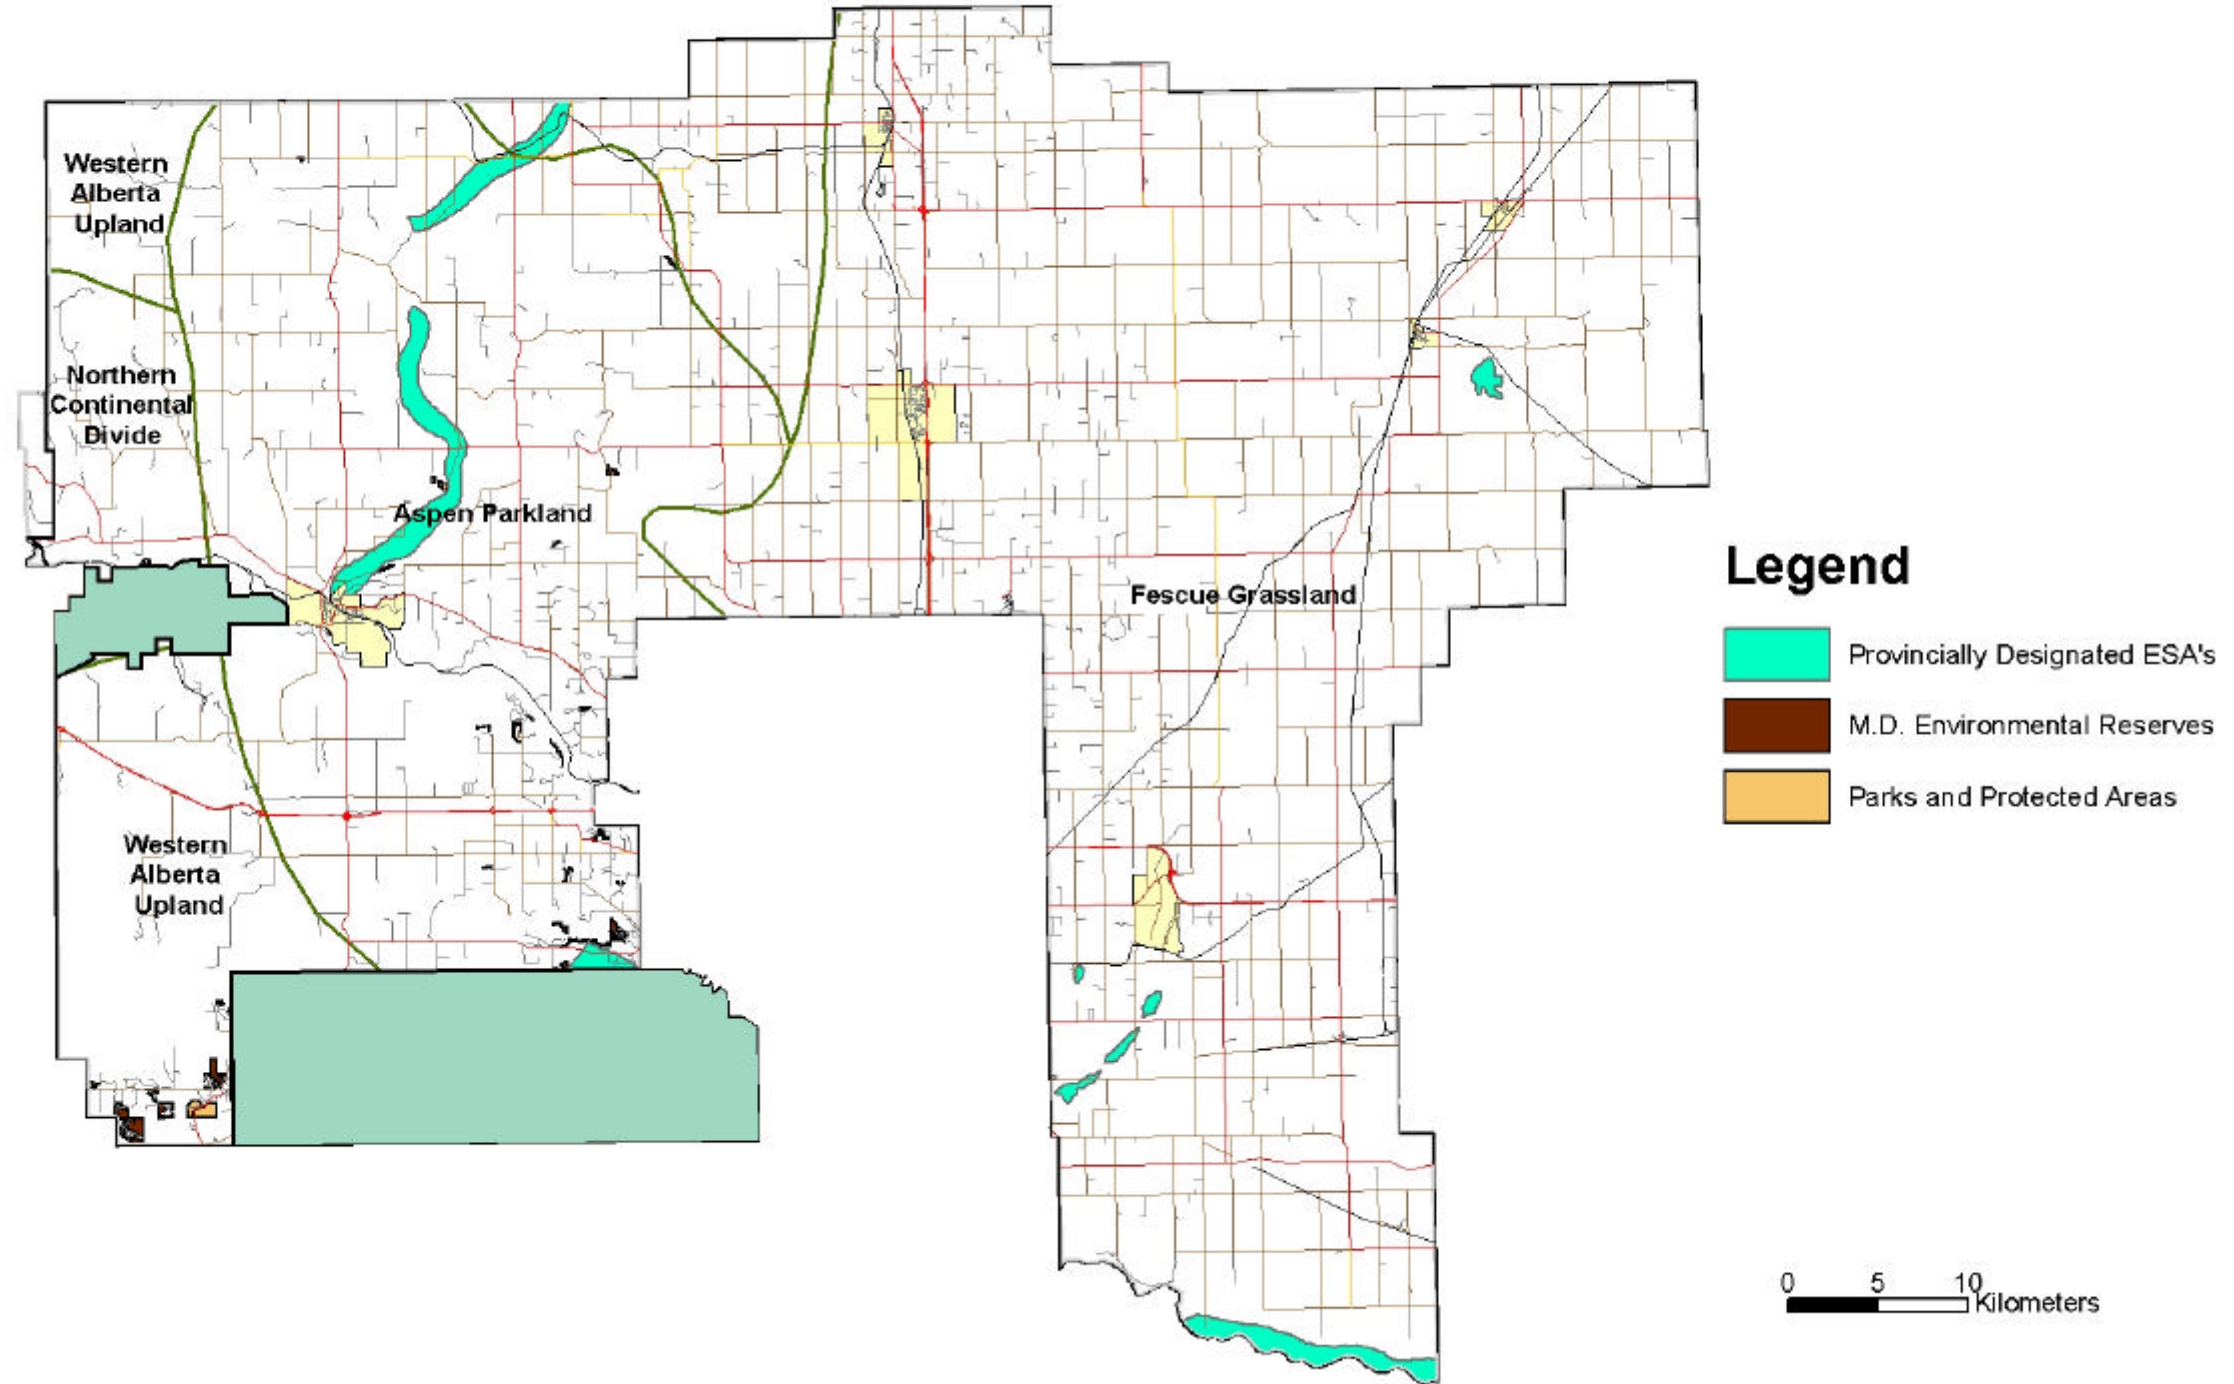 Western
Alberta
Upland
Northern
Continental
Divide
Aspen Parkland
Fescue Grassland
Western
Alberta
Upland
Legend
Provincially Designated ESA's
M.D. Environmental Reserves
Parks and Protected Areas
0 5 10
Kilometers